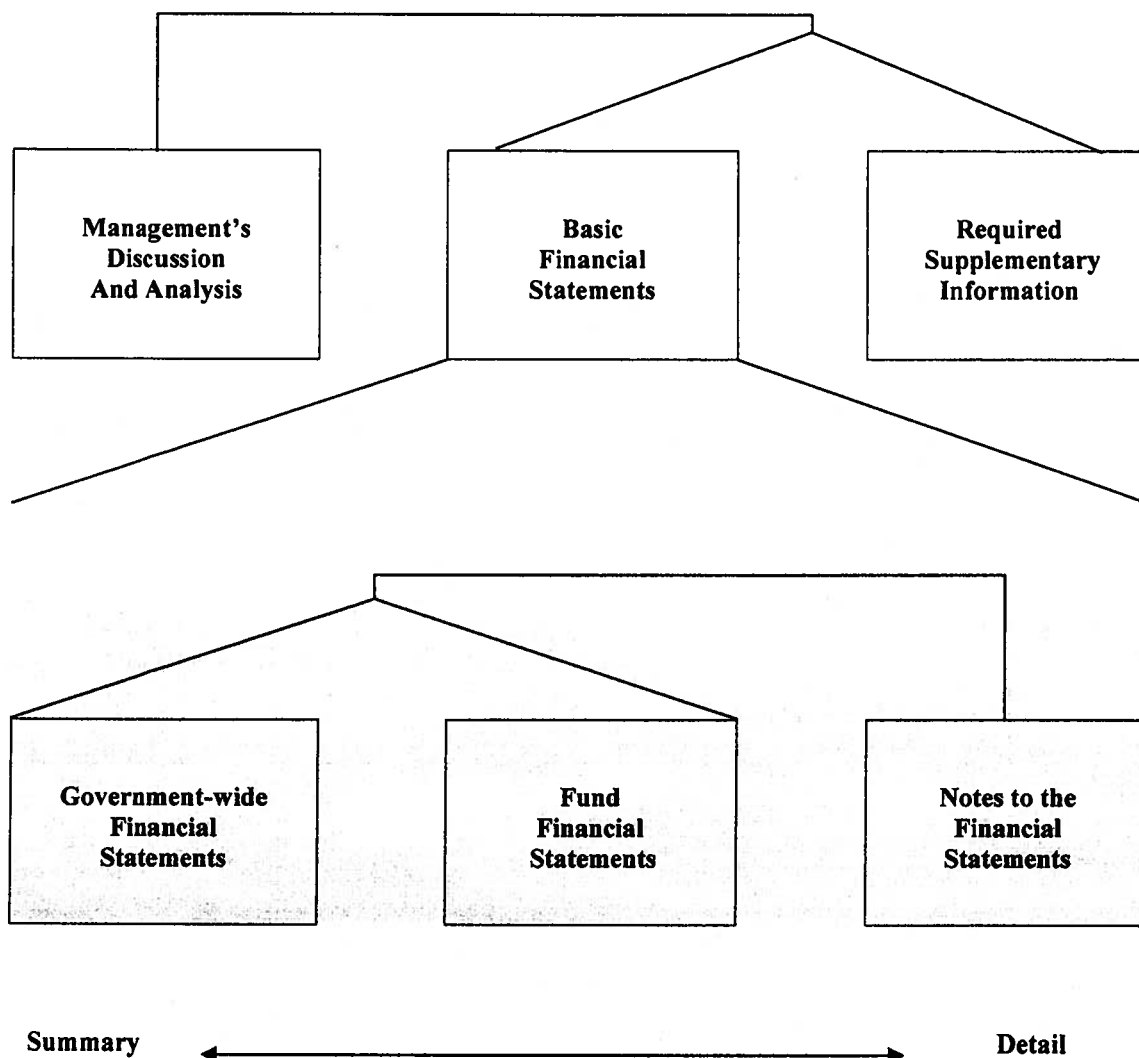 Management's
Discussion
And Analysis
Basic
Financial
Statements
Required
Supplementary
Information
Government-wide
Financial
Statements
Fund
Financial
Statements
Notes to the
Financial
Statements
Summary
Detail